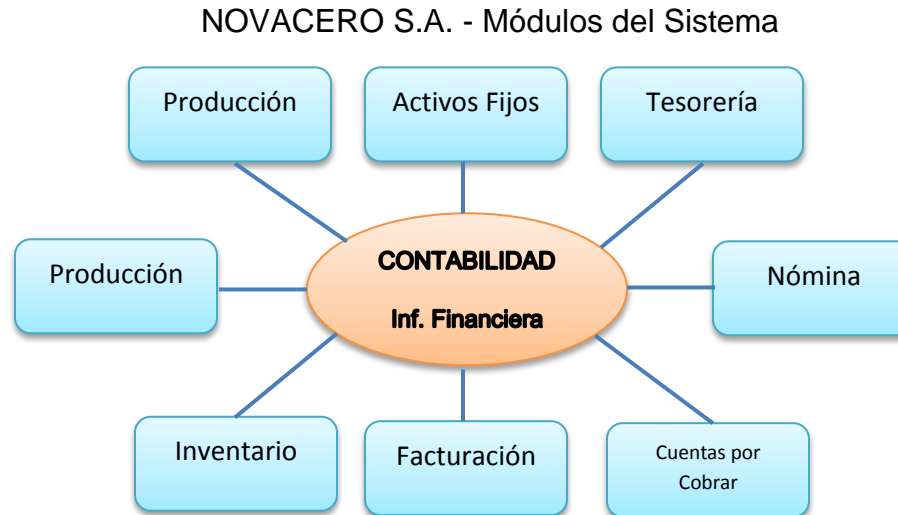 NOVACERO S.A. - Módulos del Sistema
Producción
Activos Fijos
Tesorería
Producción
CONTABILIDAD
Inf. Financiera
Nómina
Inventario
Facturación
Cuentas por
Cobrar